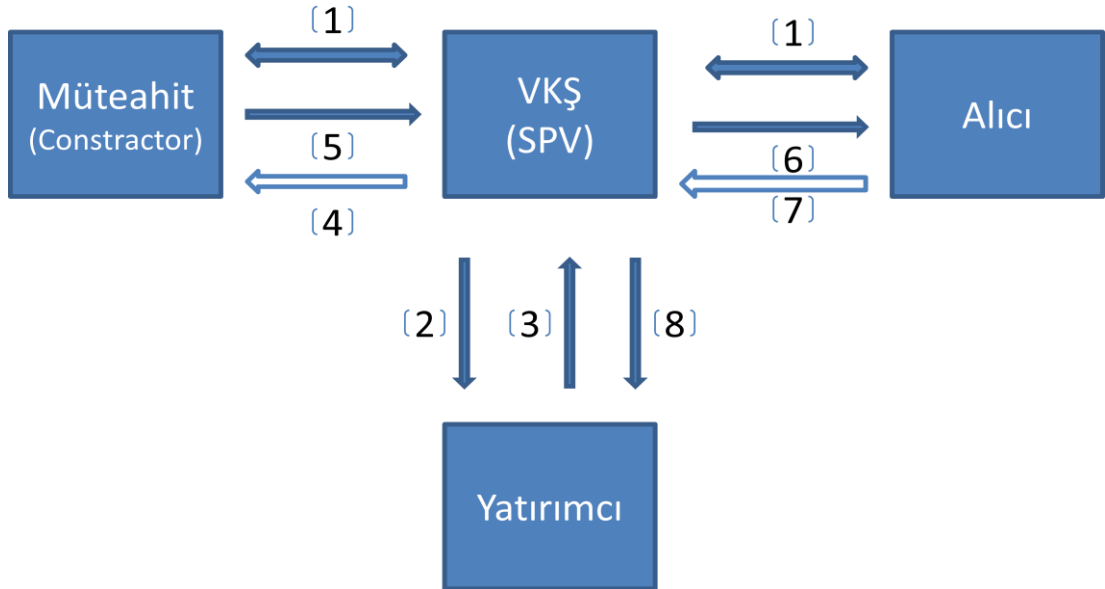 [1]
[1]
Müteahit
(Constractor)
VKŞ
(SPV)
Alıcı
[5]
[6]
[4]
[7]
[2]
[3]
[8]
Yatırımcı